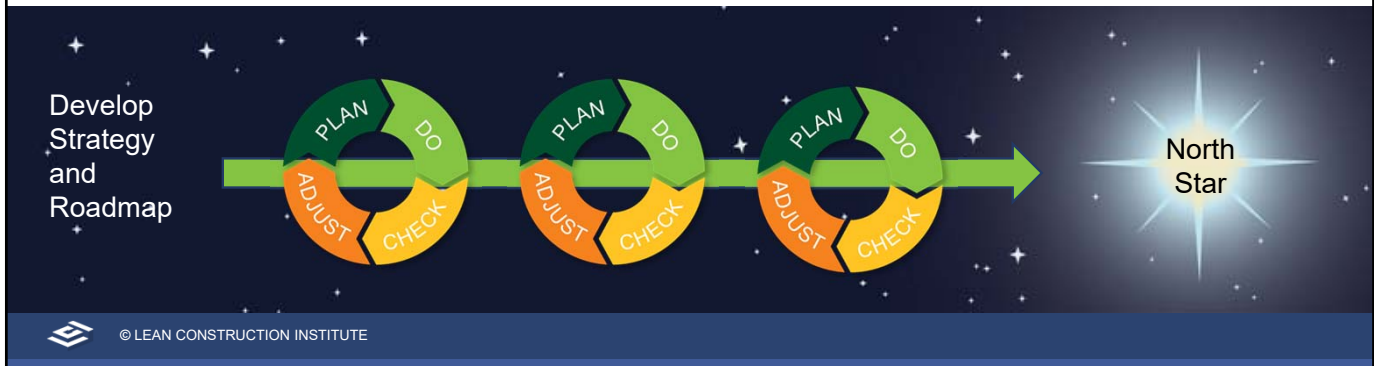 Develop
Strategy
and
Roadmap
PLAN
DO
CHECK
ADJUST
PLAN
DO
CHECK
ADJUST
PLAN
DO
CHECK
ADJUST
North
Star
© LEAN CONSTRUCTION INSTITUTE